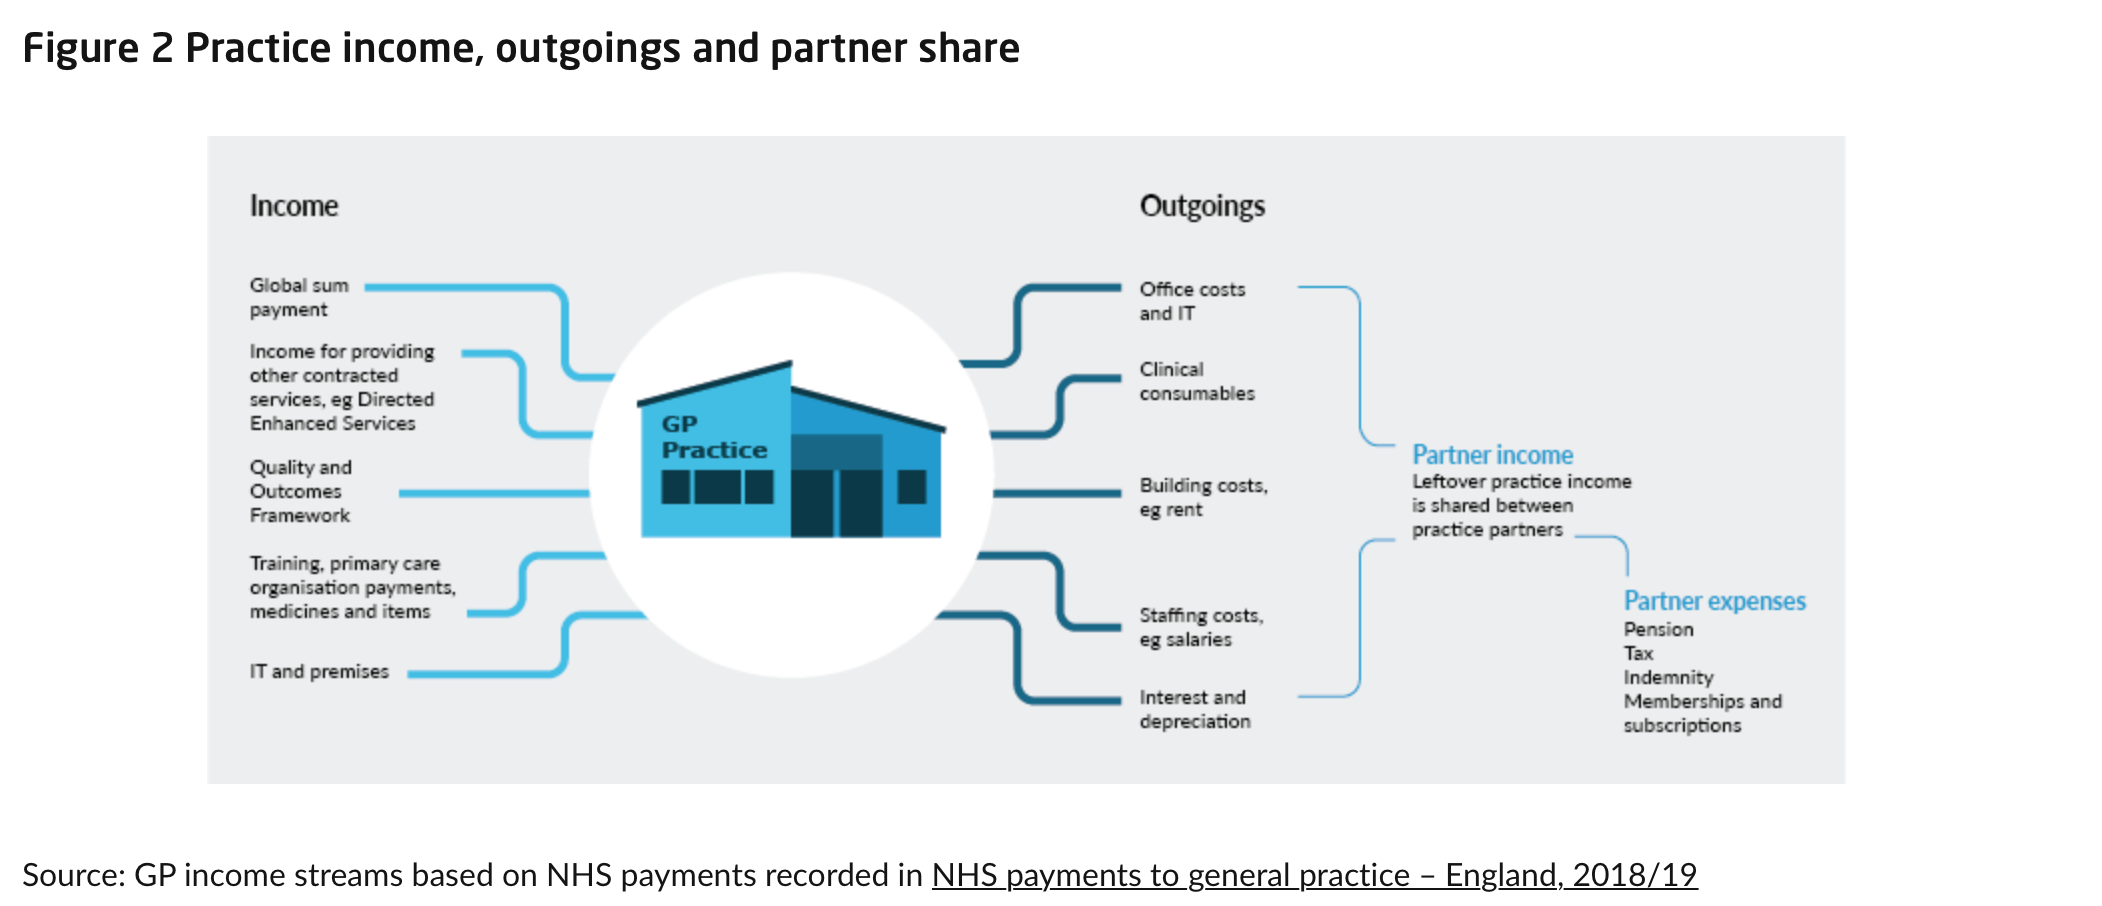 Figure 2 Practice income, outgoings and partner share
Income
Global sum
payment
Income for providing
other contracted
services, eg Directed
Enhanced Services
Quality and
Outcomes
Framework
Training, primary care
organisation payments,
medicines and items
IT and premises
GP
Practice
Outgoings
Office costs
and IT
Clinical
consumables
Building costs,
eg rent
Staffing costs,
eg salaries
Interest and
depreciation
Partner income
Leftover practice income
is shared between
practice partners
Partner expenses
Pension
Tax
Indemnity
Memberships and
subscriptions
Source: GP income streams based on NHS payments recorded in NHS payments to general practice – England, 2018/19